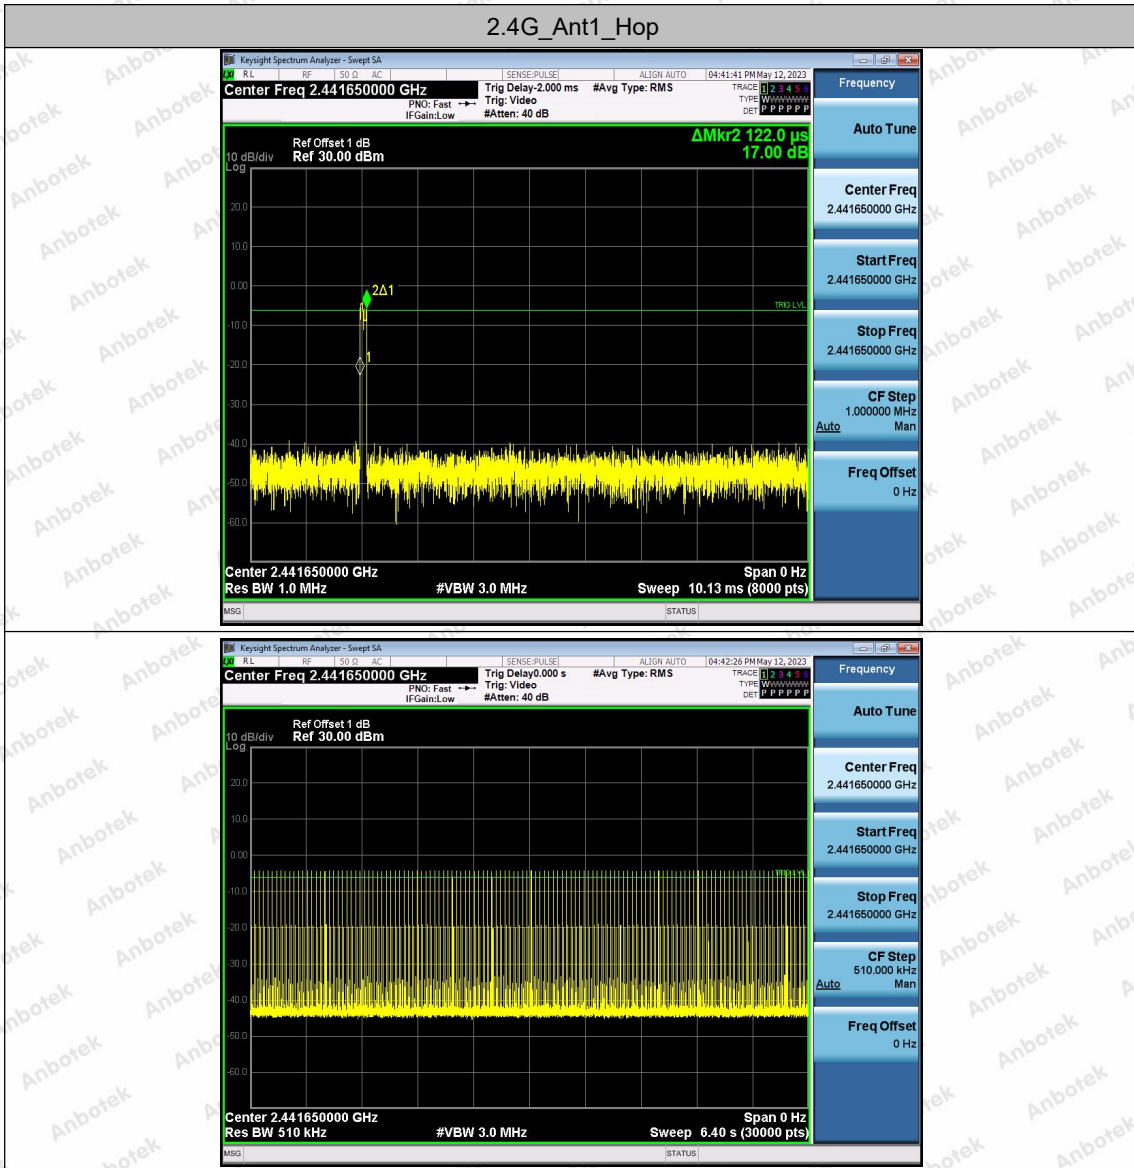 2.4G_Ant1_Hop
Keysight Spectrum Analyzer - Swept SA
LXI RL RF 50 Ω AC SENSE:PULSE ALIGN AUTO 04:41:41 PM May 12, 2023
Center Freq 2.441650000 GHz
PNO: Fast
IFGain:Low
Trig Delay-2.000 ms
Trig: Video
#Atten: 40 dB
#Avg Type: RMS
TRACE 1 2 3 4 5 6
TYPE WWWWWW
DET P P P P P P
Ref Offset 1 dB
10 dB/div Ref 30.00 dBm
Log
ΔMkr2 122.0 µs
17.00 dB
20.0
10.0
0.00
2Δ1
TRIG LVL
-10.0
1
-20.0
-30.0
-40.0
-50.0
-60.0
Center 2.441650000 GHz Span 0 Hz
Res BW 1.0 MHz #VBW 3.0 MHz Sweep 10.13 ms (8000 pts)
MSG STATUS
Frequency
Auto Tune
Center Freq
2.441650000 GHz
Start Freq
2.441650000 GHz
Stop Freq
2.441650000 GHz
CF Step
1.000000 MHz
Auto Man
Freq Offset
0 Hz
Keysight Spectrum Analyzer - Swept SA
LXI RL RF 50 Ω AC SENSE:PULSE ALIGN AUTO 04:42:26 PM May 12, 2023
Center Freq 2.441650000 GHz
PNO: Fast
IFGain:Low
Trig Delay0.000 s
Trig: Video
#Atten: 40 dB
#Avg Type: RMS
TRACE 1 2 3 4 5 6
TYPE WWWWWW
DET P P P P P P
Ref Offset 1 dB
10 dB/div Ref 30.00 dBm
Log
20.0
10.0
0.00
TRIG LVL
-10.0
-20.0
-30.0
-40.0
-50.0
-60.0
Center 2.441650000 GHz Span 0 Hz
Res BW 510 kHz #VBW 3.0 MHz Sweep 6.40 s (30000 pts)
MSG STATUS
Frequency
Auto Tune
Center Freq
2.441650000 GHz
Start Freq
2.441650000 GHz
Stop Freq
2.441650000 GHz
CF Step
510.000 kHz
Auto Man
Freq Offset
0 Hz
Anbotek